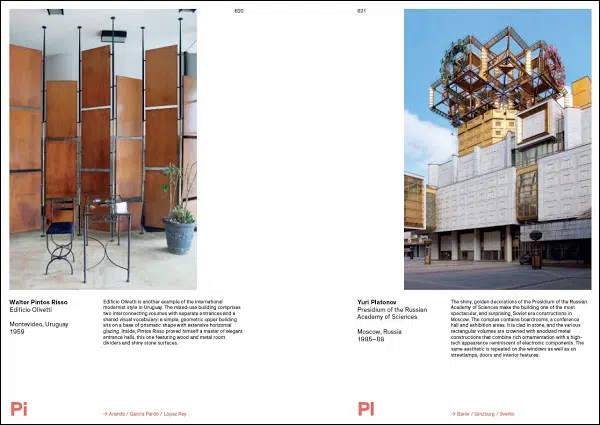 620
621
Walter Pintos Risso
Edificio Olivetti
Montevideo, Uruguay
1959
Edificio Olivetti is another example of the international
modernist style in Uruguay. The mixed-use building comprises
two interconnecting volumes with separate entrances and a
shared visual vocabulary: a simple, geometric upper building
sits on a base of prismatic shape with extensive horizontal
glazing. Inside, Pintos Risso proved himself a master of elegant
entrance halls, this one featuring wood and metal room
dividers and shiny stone surfaces.
Yuri Platonov
Presidium of the Russian
Academy of Sciences
Moscow, Russia
1985–88
The shiny, golden decorations of the Presidium of the Russian
Academy of Sciences make the building one of the most
spectacular, and surprising, Soviet era constructions in
Moscow. The complex contains boardrooms, a conference
hall and exhibition areas. It is clad in stone, and the various
rectangular volumes are crowned with anodized metal
constructions that combine rich ornamentation with a high-
tech appearance reminiscent of electronic components. The
same aesthetic is repeated on the windows as well as on
streetlamps, doors and interior features.
Pi
→ Aranda / García Pardo / López Rey
Pl
→ Barov / Ginzburg / Svetko